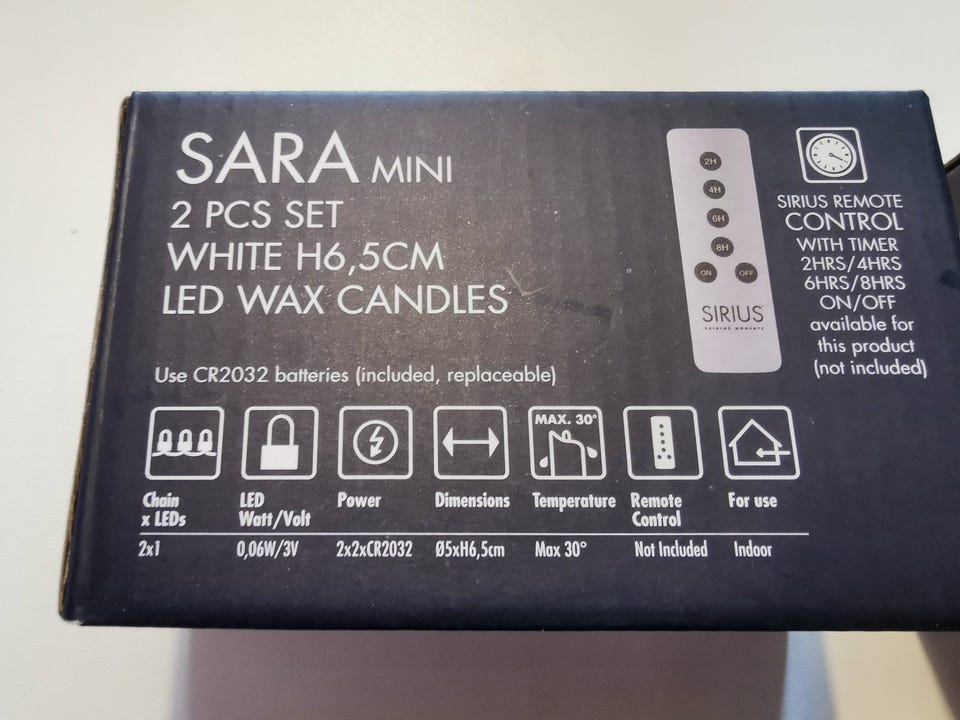 SARA MINI
2 PCS SET
WHITE H6,5CM
LED WAX CANDLES
Use CR2032 batteries (included, replaceable)
2H
4H
6H
8H
ON OFF
SIRIUS
SHINING MOMENTS
SIRIUS REMOTE
CONTROL
WITH TIMER
2HRS/4HRS
6HRS/8HRS
ON/OFF
available for
this product
(not included)
MAX. 30°
Chain
x LEDs
LED
Watt/Volt
Power
Dimensions
Temperature
Remote
Control
For use
2x1
0,06W/3V
2x2xCR2032
Ø5xH6,5cm
Max 30°
Not Included
Indoor